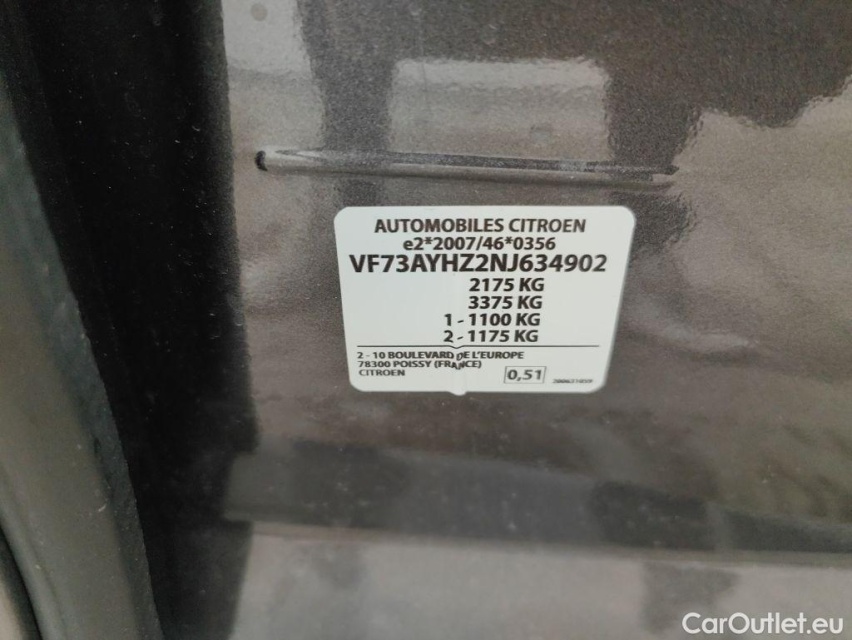 AUTOMOBILES CITROEN
e2*2007/46*0356
VF73AYHZ2NJ634902
2175 KG
3375 KG
1 - 1100 KG
2 - 1175 KG
2 - 10 BOULEVARD DE L'EUROPE
78300 POISSY (FRANCE)
CITROEN
0,51
CarOutlet.eu